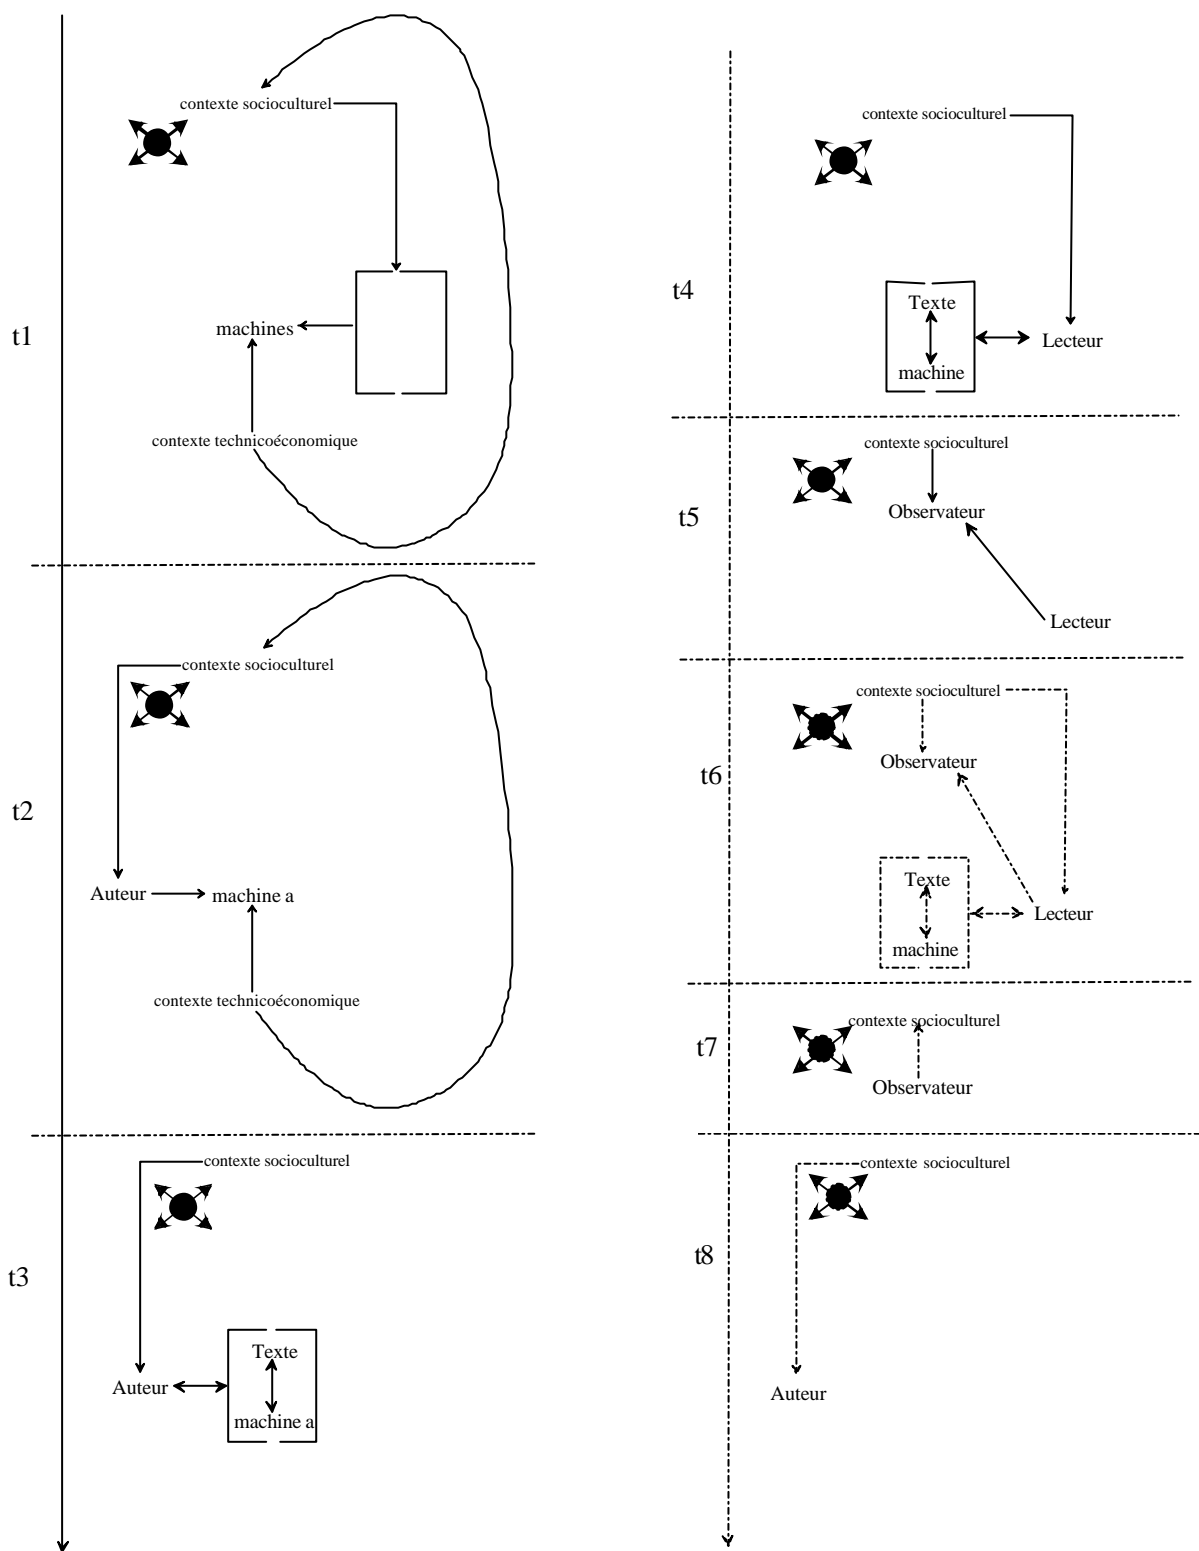 contexte socioculturel
t1
machines
contexte technicoéconomique
contexte socioculturel
t2
Auteur
machine a
contexte technicoéconomique
contexte socioculturel
t3
Texte
Auteur
machine a
contexte socioculturel
t4
Texte
Lecteur
machine
contexte socioculturel
t5
Observateur
Lecteur
contexte socioculturel
t6
Observateur
Texte
Lecteur
machine
contexte socioculturel
t7
Observateur
contexte socioculturel
t8
Auteur